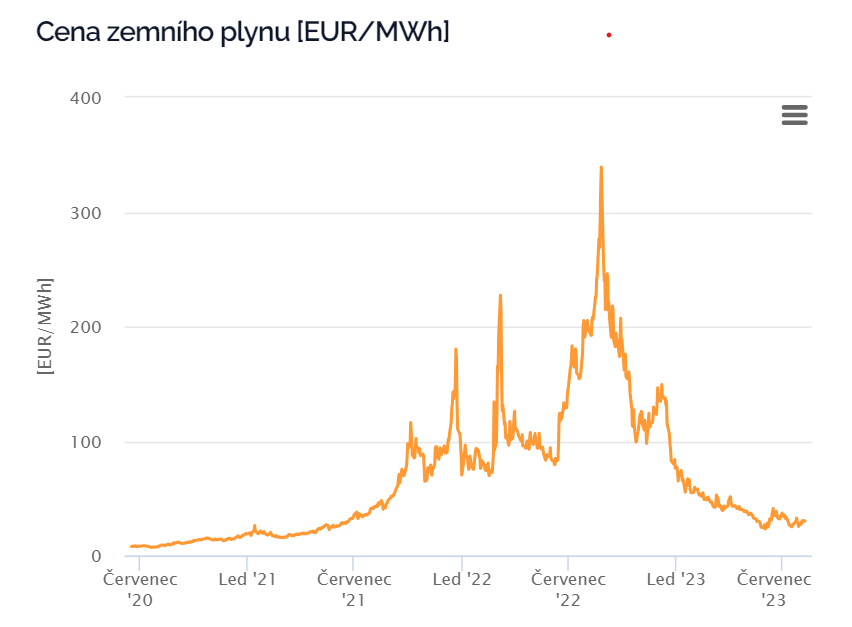 Cena zemního plynu [EUR/MWh]
400
300
200
100
0
[EUR/MWh]
Červenec '20
Led '21
Červenec '21
Led '22
Červenec '22
Led '23
Červenec '23